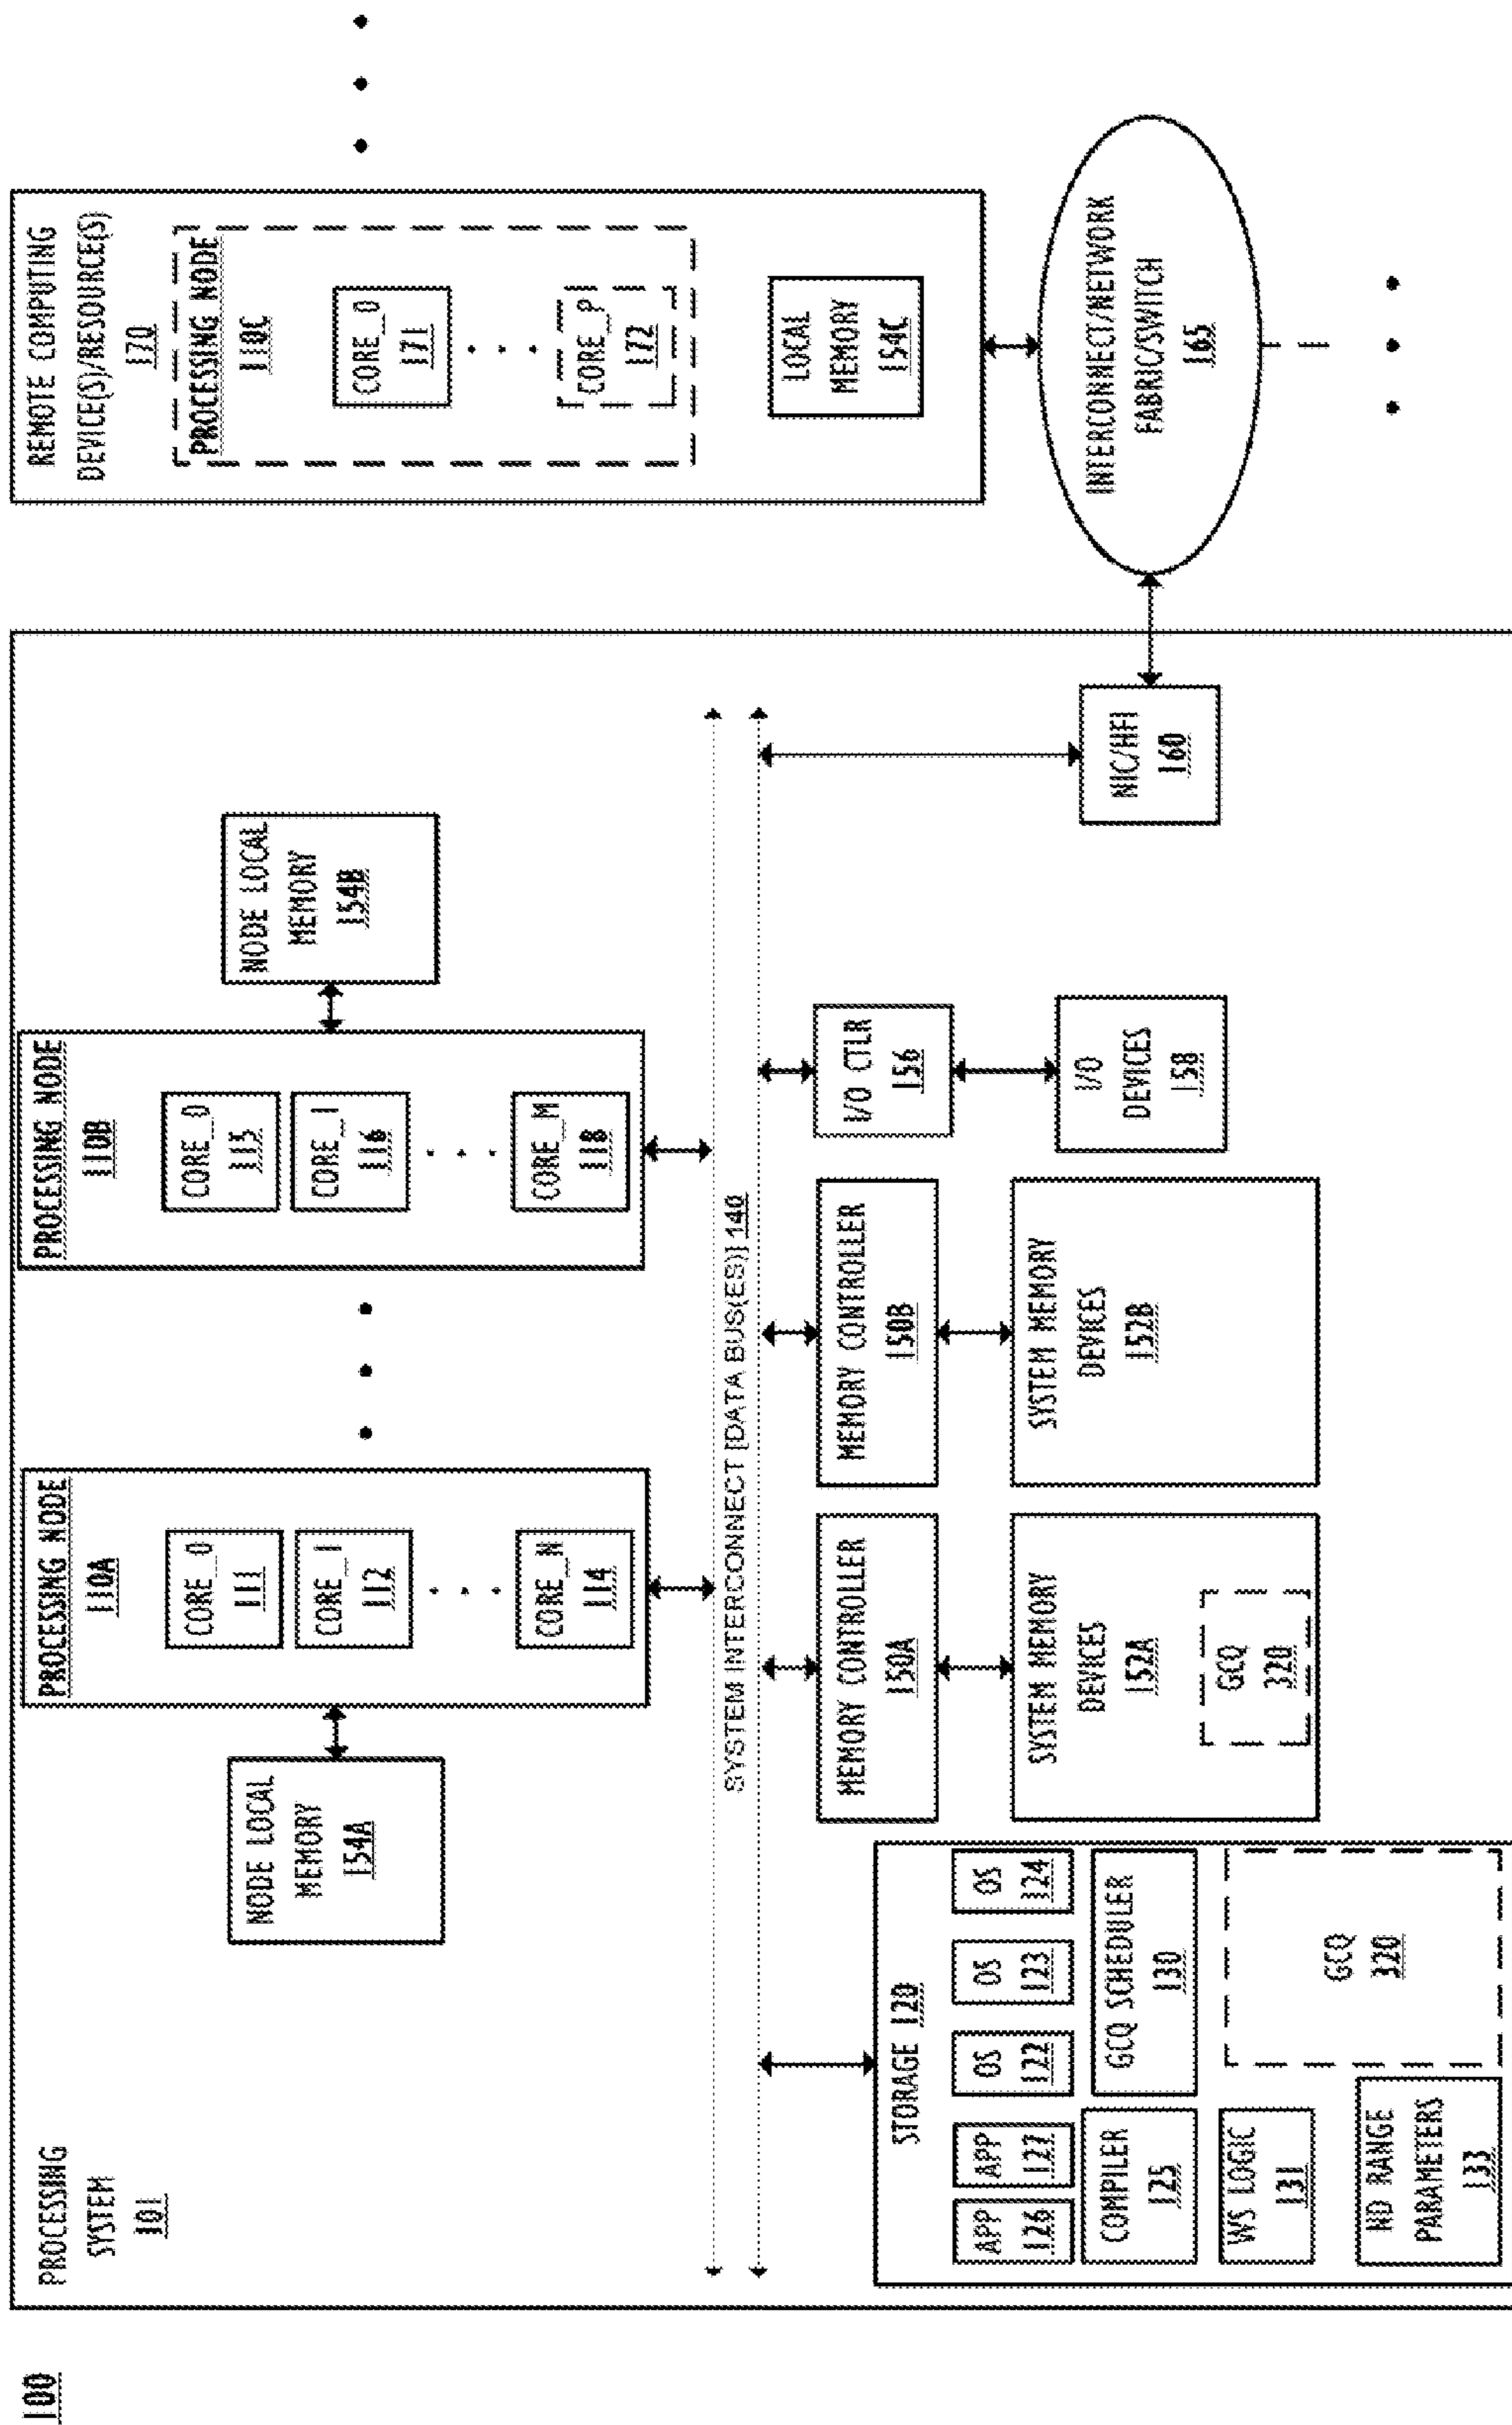 100
PROCESSING
SYSTEM
101
NODE LOCAL
MEMORY
154A
PROCESSING NODE
110A
CORE_0
111
CORE_1
112
CORE_N
114
PROCESSING NODE
110B
CORE_0
115
CORE_1
116
CORE_M
118
NODE LOCAL
MEMORY
154B
SYSTEM INTERCONNECT [DATA BUS(ES)] 140
STORAGE 120
APP
126
APP
127
OS
122
OS
123
OS
124
COMPILER
125
GCQ SCHEDULER
130
WS LOGIC
131
ND RANGE
PARAMETERS
133
GCQ
320
MEMORY CONTROLLER
150A
SYSTEM MEMORY
DEVICES
152A
GCQ
320
MEMORY CONTROLLER
150B
SYSTEM MEMORY
DEVICES
152B
I/O CTLR
156
I/O
DEVICES
158
NIC/HFI
160
REMOTE COMPUTING
DEVICE(S)/RESOURCE(S)
170
PROCESSING NODE
110C
CORE_0
171
CORE_P
172
LOCAL
MEMORY
154C
INTERCONNECT/NETWORK
FABRIC/SWITCH
165